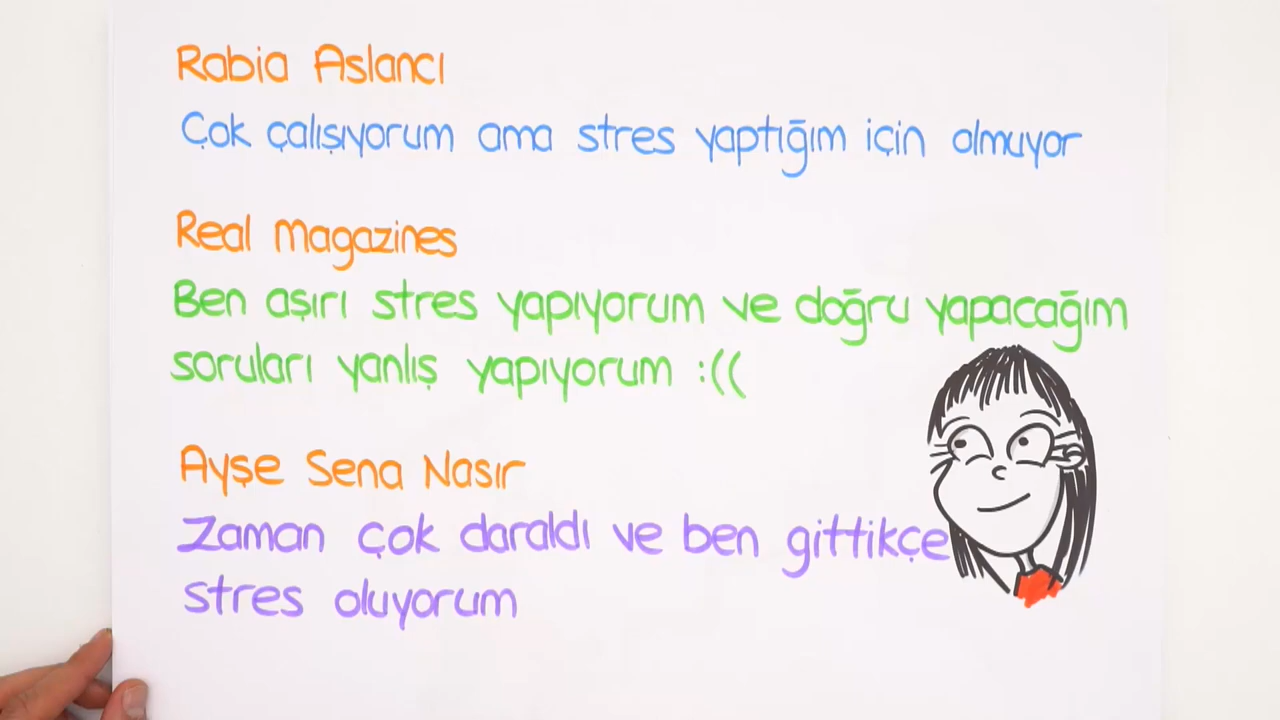 Rabia Aslancı
Çok çalışıyorum ama stres yaptığım için olmuyor
Real Magazines
Ben aşırı stres yapıyorum ve doğru yapacağım
soruları yanlış yapıyorum :((
Ayşe Sena Nasır
Zaman çok daraldı ve ben gittikçe
stres oluyorum